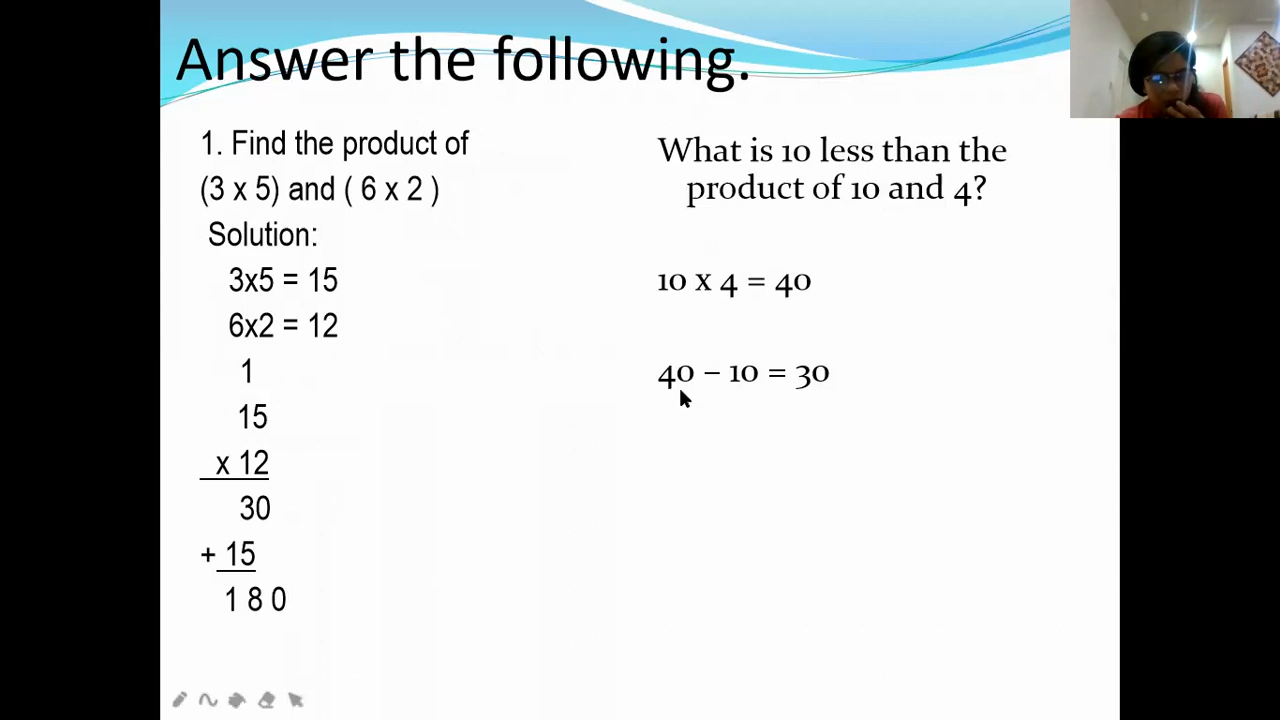 Answer the following.
1. Find the product of
(3 x 5) and ( 6 x 2 )
Solution:
3x5 = 15
6x2 = 12
1
15
x 12
30
+ 15
1 8 0
What is 10 less than the
product of 10 and 4?
10 x 4 = 40
40 – 10 = 30